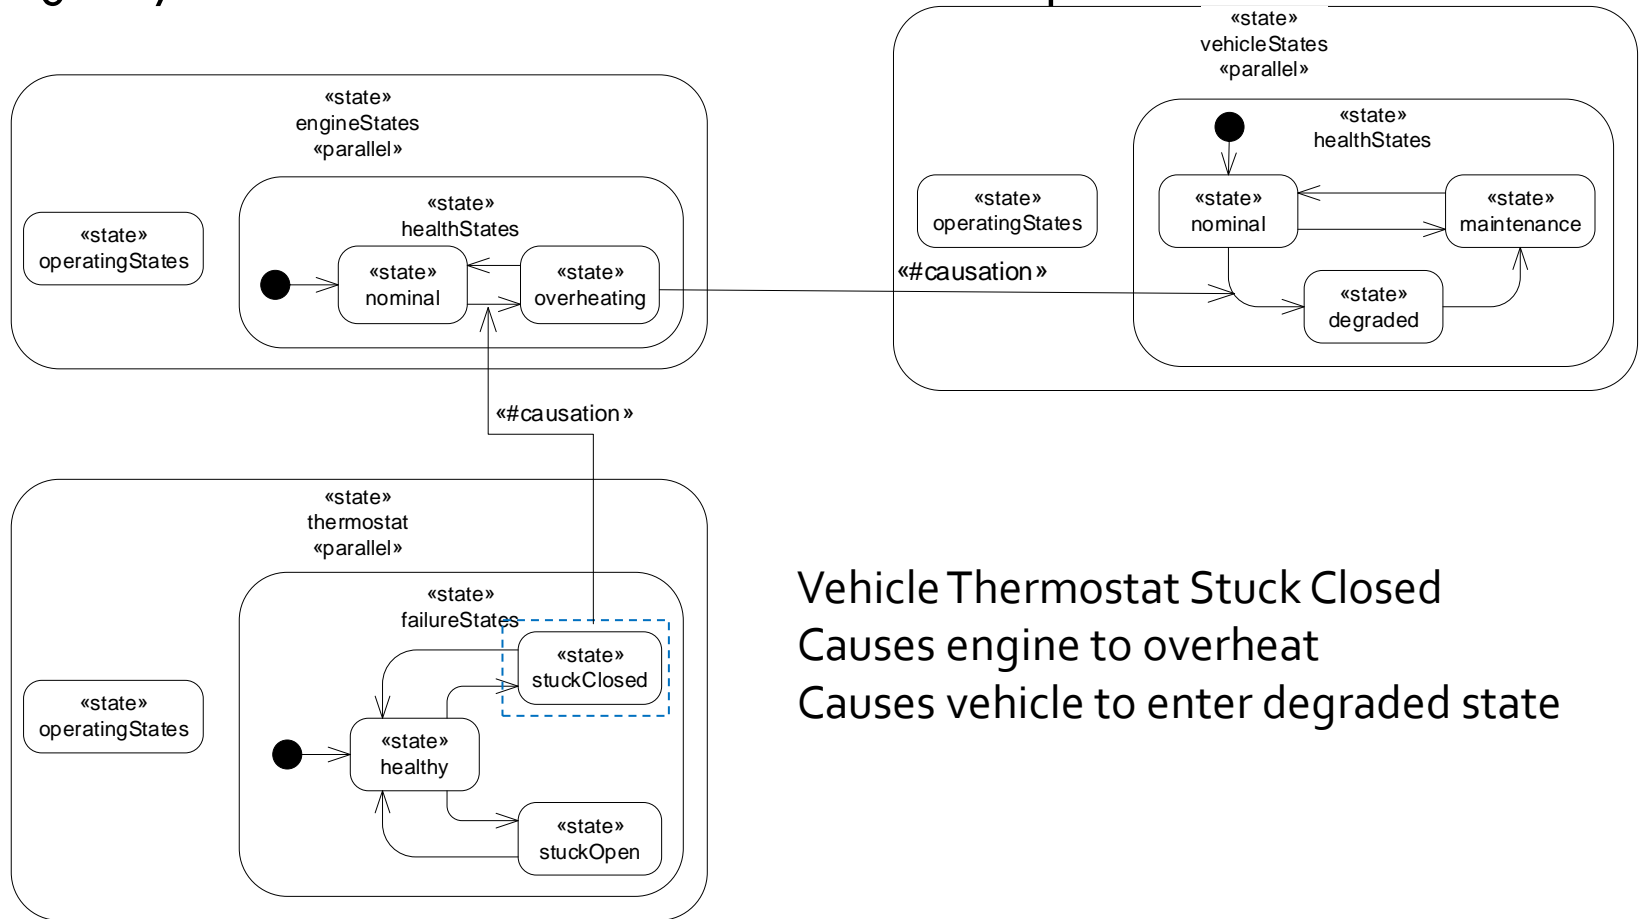 «state»
vehicleStates
«parallel»
«state»
healthStates
«state»
operatingStates
«state»
nominal
«state»
maintenance
«state»
degraded
«state»
engineStates
«parallel»
«state»
operatingStates
«state»
healthStates
«state»
nominal
«state»
overheating
«#causation»
«#causation»
«state»
thermostat
«parallel»
«state»
operatingStates
«state»
failureStates
«state»
stuckClosed
«state»
healthy
«state»
stuckOpen
Vehicle Thermostat Stuck Closed
Causes engine to overheat
Causes vehicle to enter degraded state